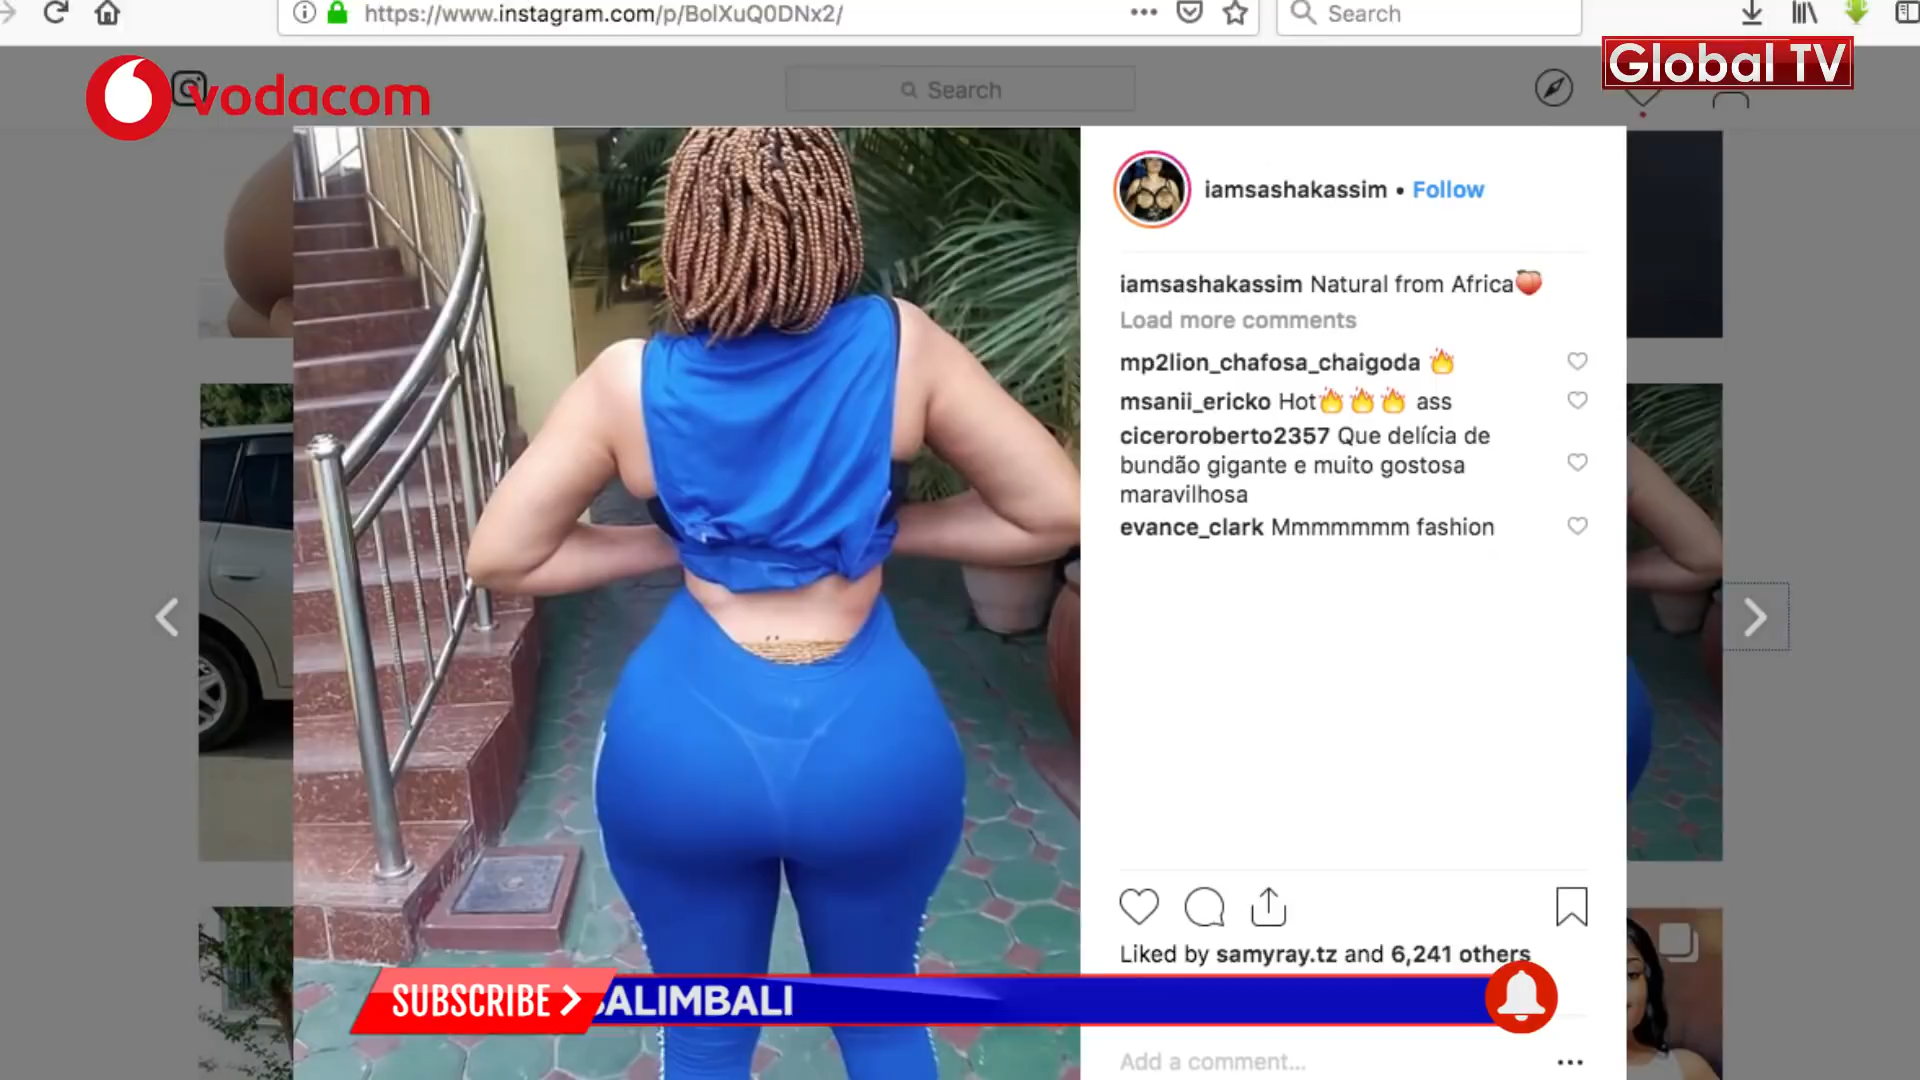 https://www.instagram.com/p/BolXuQ0DNx2/
Search
Global TV
vodacom
Search
iamsashakassim • Follow
iamsashakassim Natural from Africa🍑
Load more comments
mp2lion_chafosa_chaigoda 🔥
msanii_ericko Hot🔥🔥🔥 ass
ciceroroberto2357 Que delícia de
bundão gigante e muito gostosa
maravilhosa
evance_clark Mmmmmmm fashion
Liked by samyray.tz and 6,241 others
SUBSCRIBE
SALIMBALI
Add a comment...